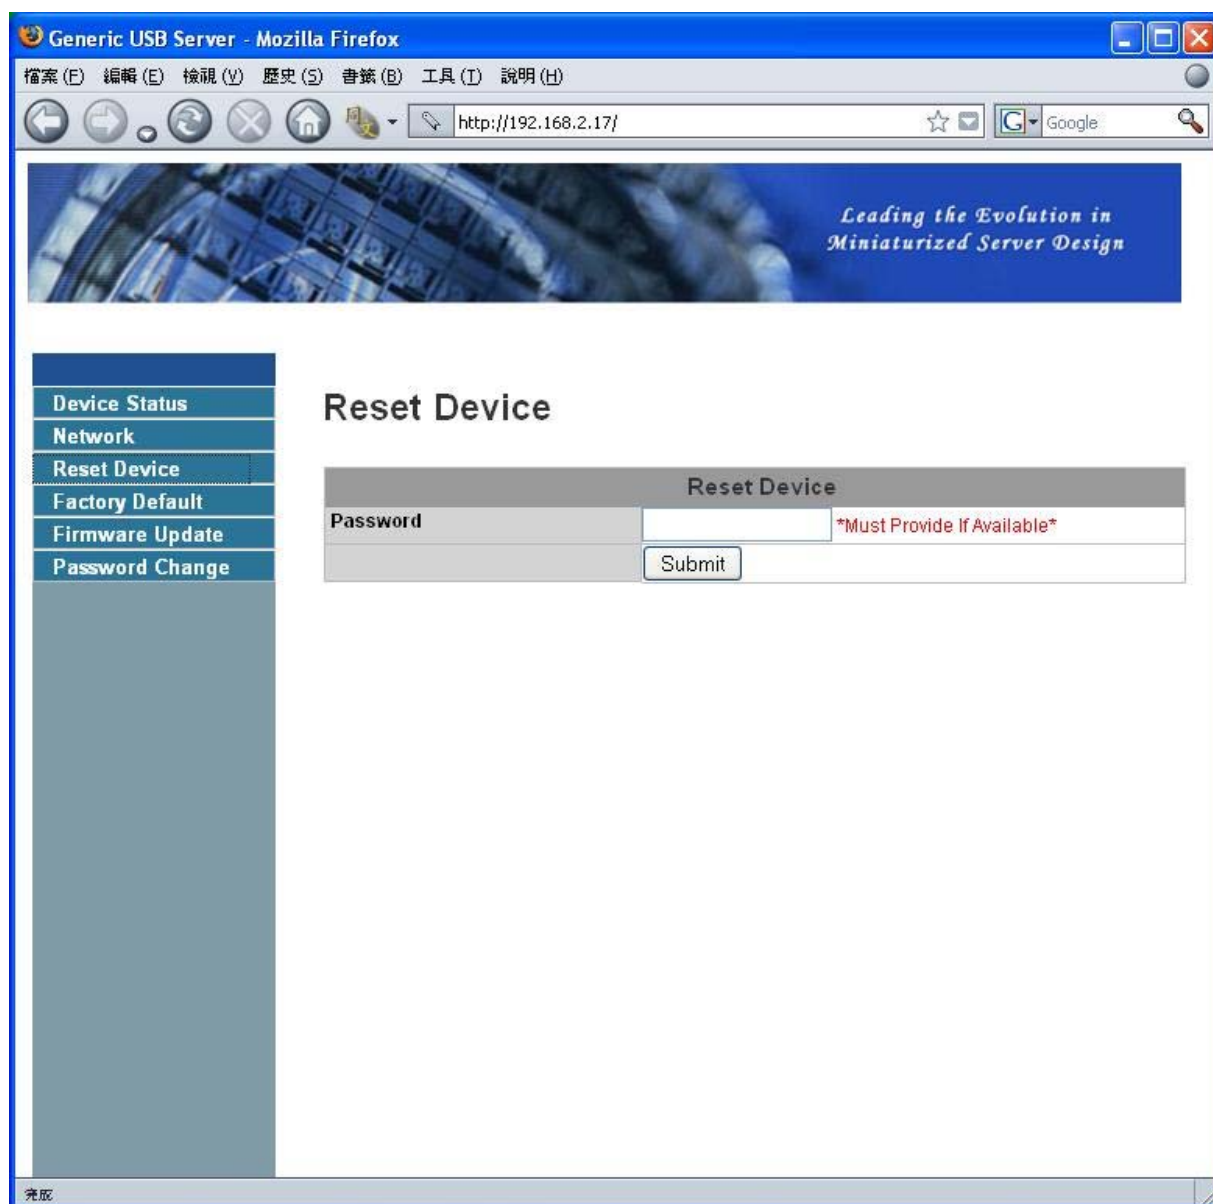 Generic USB Server - Mozilla Firefox
檔案(F) 編輯(E) 檢視(V) 歷史(S) 書籤(B) 工具(T) 說明(H)
http://192.168.2.17/ G Google
Leading the Evolution in
Miniaturized Server Design
Device Status
Network
Reset Device
Factory Default
Firmware Update
Password Change
Reset Device
Reset Device
Password *Must Provide If Available*
Submit
完成